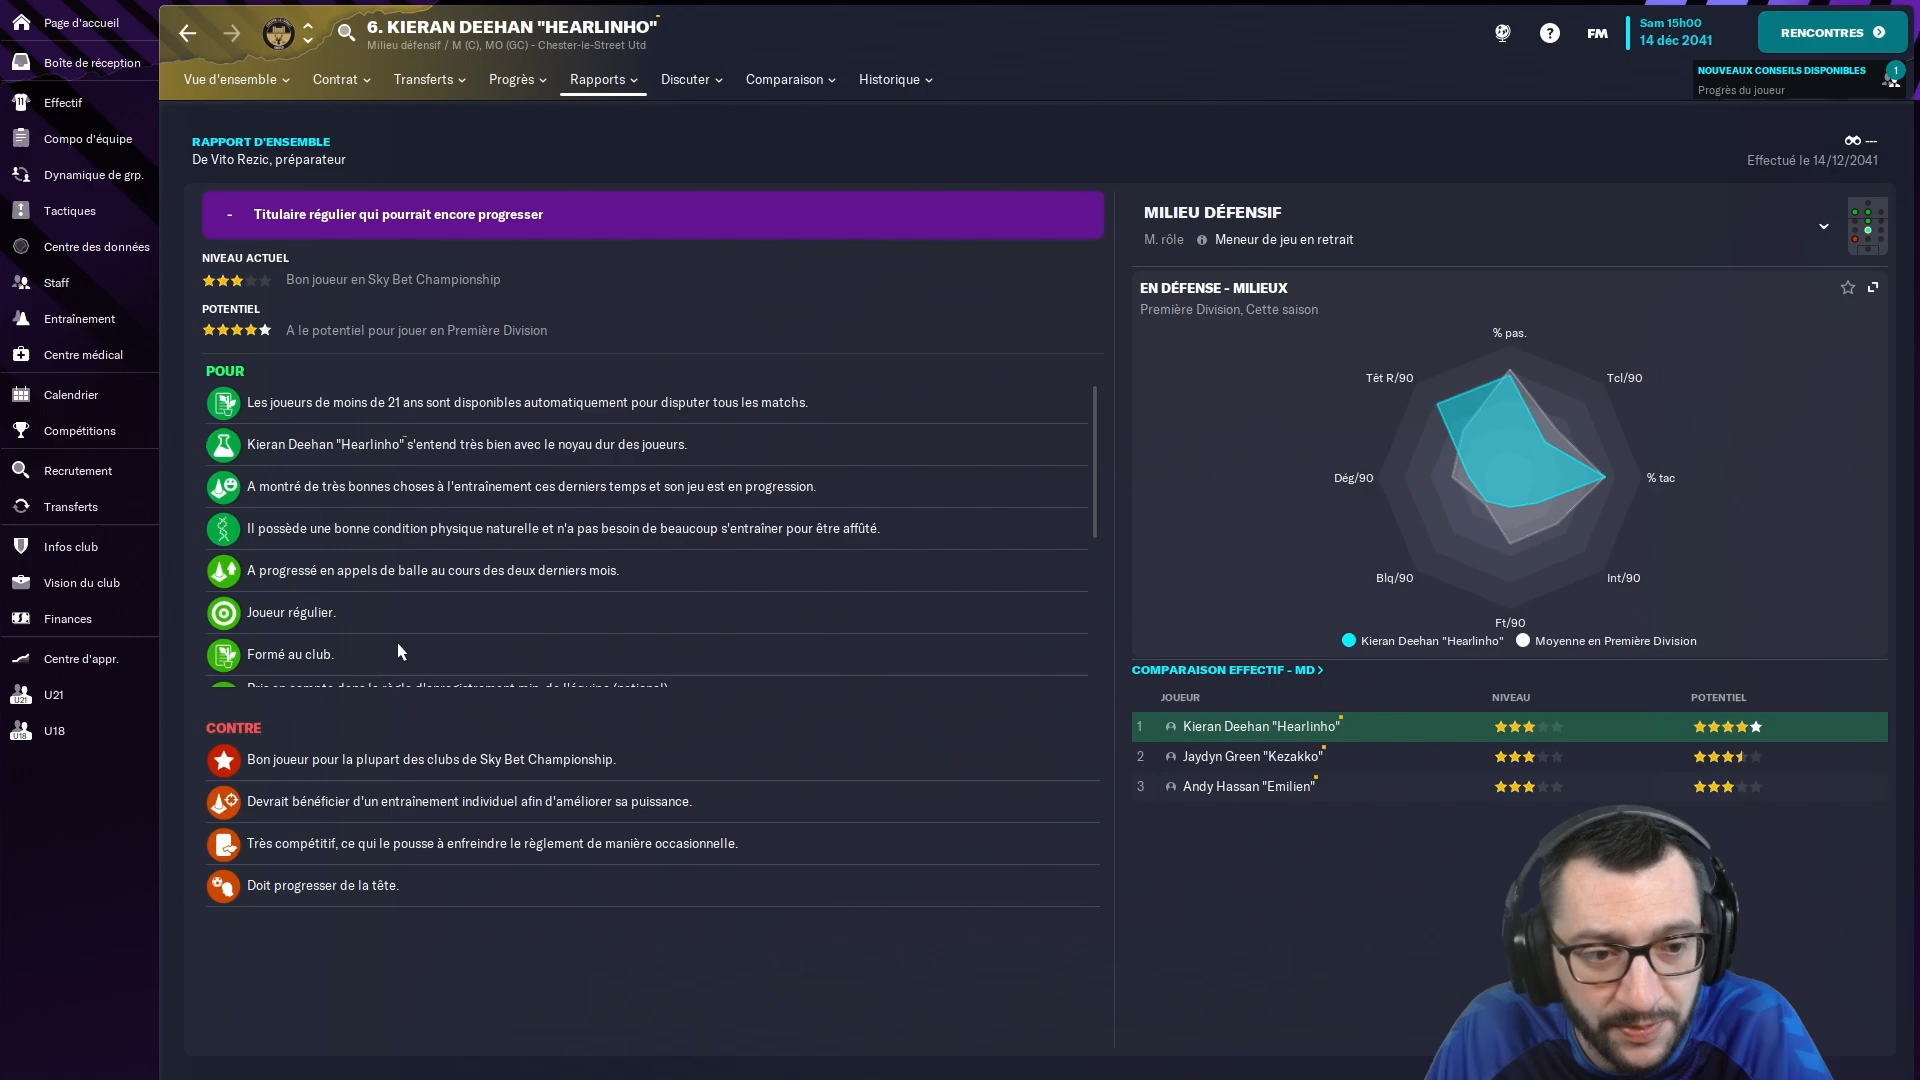 Page d'accueil
Boîte de réception
Effectif
Compo d'équipe
Dynamique de grp.
Tactiques
Centre des données
Staff
Entraînement
Centre médical
Calendrier
Compétitions
Recrutement
Transferts
Infos club
Vision du club
Finances
Centre d'appr.
U21
U18
6. KIERAN DEEHAN "HEARLINHO"
Milieu défensif / M (C), MO (GC) - Chester-le-Street Utd
FM
Sam 15h00
14 déc 2041
RENCONTRES
Vue d'ensemble
Contrat
Transferts
Progrès
Rapports
Discuter
Comparaison
Historique
NOUVEAUX CONSEILS DISPONIBLES
1
Progrès du joueur
RAPPORT D'ENSEMBLE
De Vito Rezic, préparateur
---
Effectué le 14/12/2041
- Titulaire régulier qui pourrait encore progresser
NIVEAU ACTUEL
Bon joueur en Sky Bet Championship
POTENTIEL
A le potentiel pour jouer en Première Division
POUR
Les joueurs de moins de 21 ans sont disponibles automatiquement pour disputer tous les matchs.
Kieran Deehan "Hearlinho" s'entend très bien avec le noyau dur des joueurs.
A montré de très bonnes choses à l'entraînement ces derniers temps et son jeu est en progression.
Il possède une bonne condition physique naturelle et n'a pas besoin de beaucoup s'entraîner pour être affûté.
A progressé en appels de balle au cours des deux derniers mois.
Joueur régulier.
Formé au club.
Pris en compte dans la règle d'enregistrement min. de l'équipe (national)
CONTRE
Bon joueur pour la plupart des clubs de Sky Bet Championship.
Devrait bénéficier d'un entraînement individuel afin d'améliorer sa puissance.
Très compétitif, ce qui le pousse à enfreindre le règlement de manière occasionnelle.
Doit progresser de la tête.
MILIEU DÉFENSIF
M. rôle Meneur de jeu en retrait
EN DÉFENSE - MILIEUX
Première Division, Cette saison
% pas.
Têt R/90
Tcl/90
Dég/90
% tac
Blq/90
Int/90
Ft/90
Kieran Deehan "Hearlinho"
Moyenne en Première Division
COMPARAISON EFFECTIF - MD
JOUEUR NIVEAU POTENTIEL
1 Kieran Deehan "Hearlinho"
2 Jaydyn Green "Kezakko"
3 Andy Hassan "Emilien"